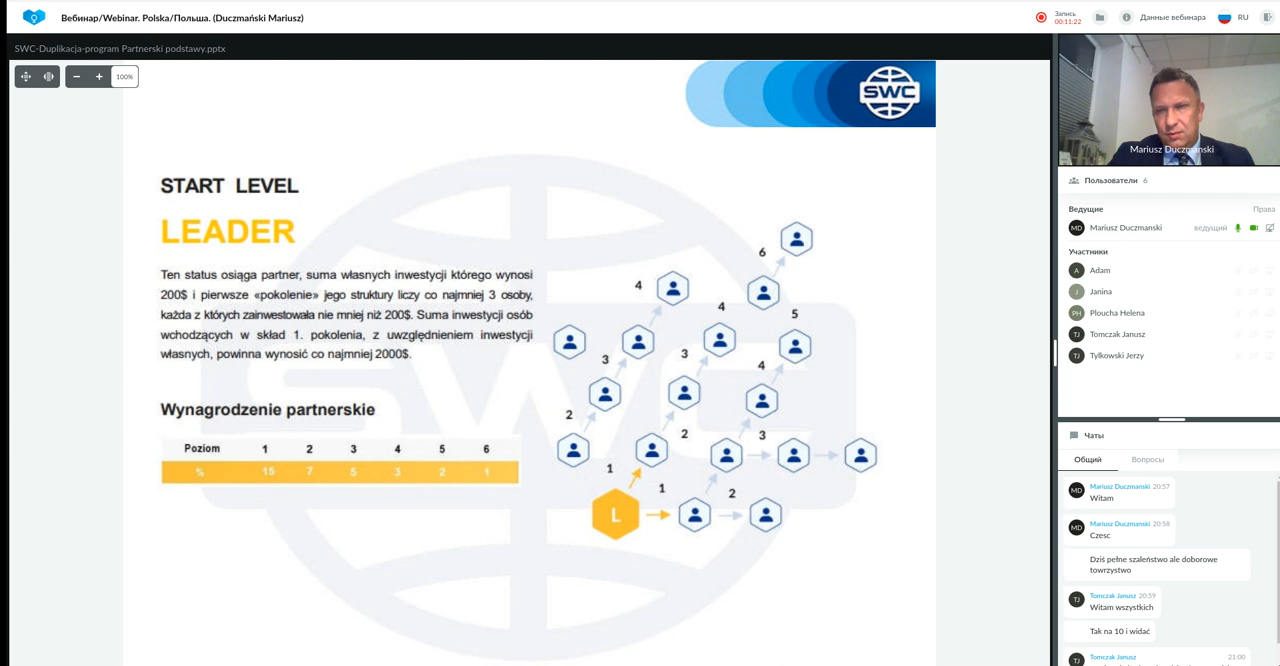 Вебинар/Webinar. Polska/Польша. (Duczmański Mariusz)
Запись
00:11:22
Данные вебинара
RU
SWC-Duplikacja-program Partnerski podstawy.pptx
100%
SWC
START LEVEL
LEADER
Ten status osiąga partner, suma własnych inwestycji którego wynosi
200$ i pierwsze «pokolenie» jego struktury liczy co najmniej 3 osoby,
każda z których zainwestowała nie mniej niż 200$. Suma inwestycji osób
wchodzących w skład 1. pokolenia, z uwzględnieniem inwestycji
własnych, powinna wynosić co najmniej 2000$.
Wynagrodzenie partnerskie
Poziom 1 2 3 4 5 6
% 15 7 5 3 2 1
6
4
4
5
3
3
4
2
2
3
1
1
2
L
Mariusz Duczmanski
Пользователи 6
Ведущие
Права
MD Mariusz Duczmanski ведущий
Участники
A Adam
J Janina
PH Ploucha Helena
TJ Tomczak Janusz
TJ Tylkowski Jerzy
Чаты
Общий
Вопросы
MD Mariusz Duczmanski 20:57
Witam
MD Mariusz Duczmanski 20:58
Czesc
Dziś pełne szaleństwo ale doborowe
towrzystwo
TJ Tomczak Janusz 20:59
Witam wszystkich
Tak na 10 i widać
TJ Tomczak Janusz 21:00